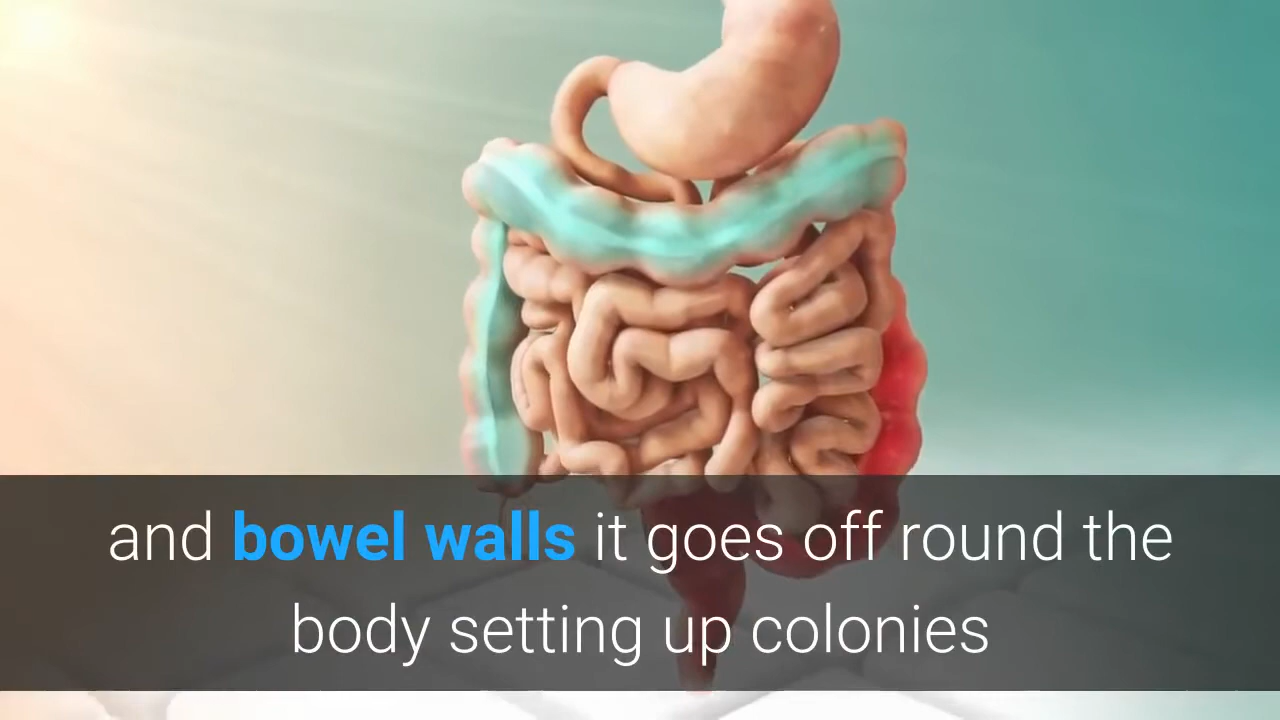 and bowel walls it goes off round the
body setting up colonies